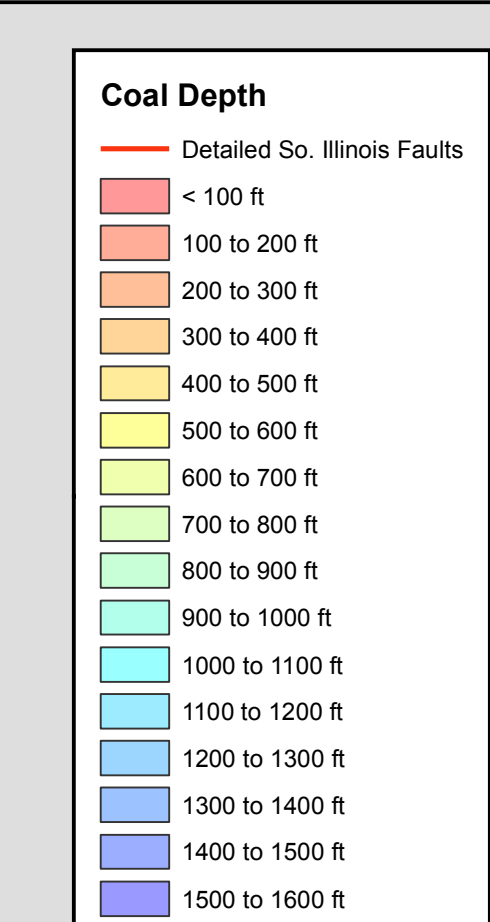 Coal Depth
Detailed So. Illinois Faults
< 100 ft
100 to 200 ft
200 to 300 ft
300 to 400 ft
400 to 500 ft
500 to 600 ft
600 to 700 ft
700 to 800 ft
800 to 900 ft
900 to 1000 ft
1000 to 1100 ft
1100 to 1200 ft
1200 to 1300 ft
1300 to 1400 ft
1400 to 1500 ft
1500 to 1600 ft